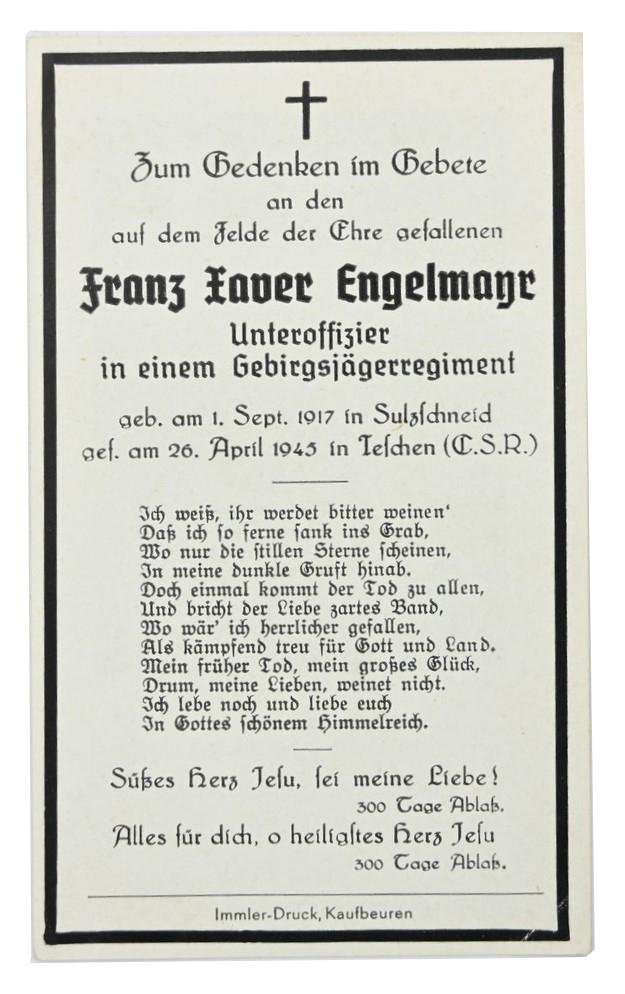 Zum Gedenken im Gebete
an den
auf dem Felde der Ehre gefallenen
Franz Xaver Engelmayr
Unteroffizier
in einem Gebirgsjägerregiment
geb. am 1. Sept. 1917 in Sulzschneid
gef. am 26. April 1945 in Teschen (C.S.R.)
Ich weiß, ihr werdet bitter weinen'
Daß ich so ferne sank ins Grab,
Wo nur die stillen Sterne scheinen,
In meine dunkle Gruft hinab.
Doch einmal kommt der Tod zu allen,
Und bricht der Liebe zartes Band,
Wo wär' ich herrlicher gefallen,
Als kämpfend treu für Gott und Land.
Mein früher Tod, mein großes Glück,
Drum, meine Lieben, weinet nicht.
Ich lebe noch und liebe euch
In Gottes schönem Himmelreich.
Süßes Herz Jesu, sei meine Liebe!
300 Tage Ablaß.
Alles für dich, o heiligstes Herz Jesu
300 Tage Ablaß.
Immler-Druck, Kaufbeuren